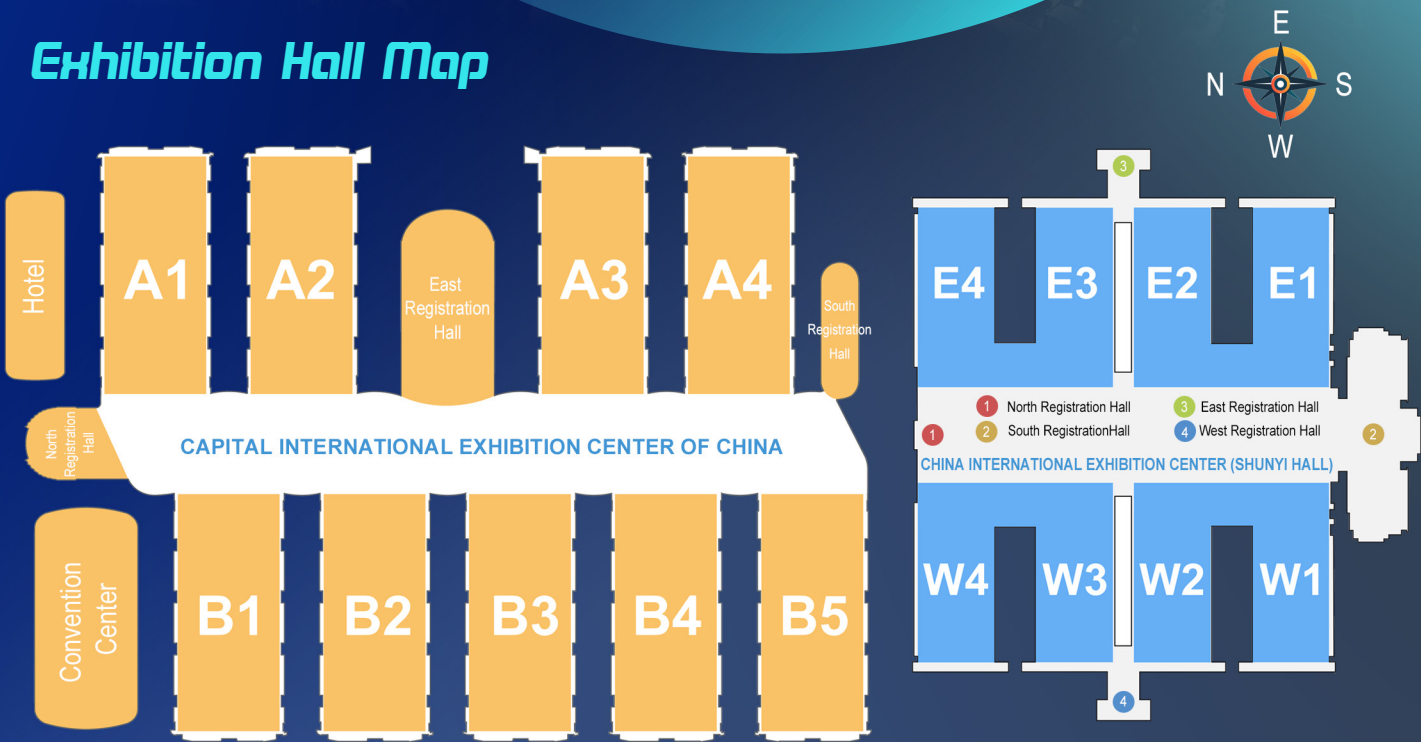 Exhibition Hall Map
E
N
S
W
Hotel
A1
A2
East
Registration
Hall
A3
A4
South
Registration
Hall
North
Registration
Hall
CAPITAL INTERNATIONAL EXHIBITION CENTER OF CHINA
Convention
Center
B1
B2
B3
B4
B5
3
E4
E3
E2
E1
1 North Registration Hall
3 East Registration Hall
2 South RegistrationHall
4 West Registration Hall
1
2
CHINA INTERNATIONAL EXHIBITION CENTER (SHUNYI HALL)
W4
W3
W2
W1
4